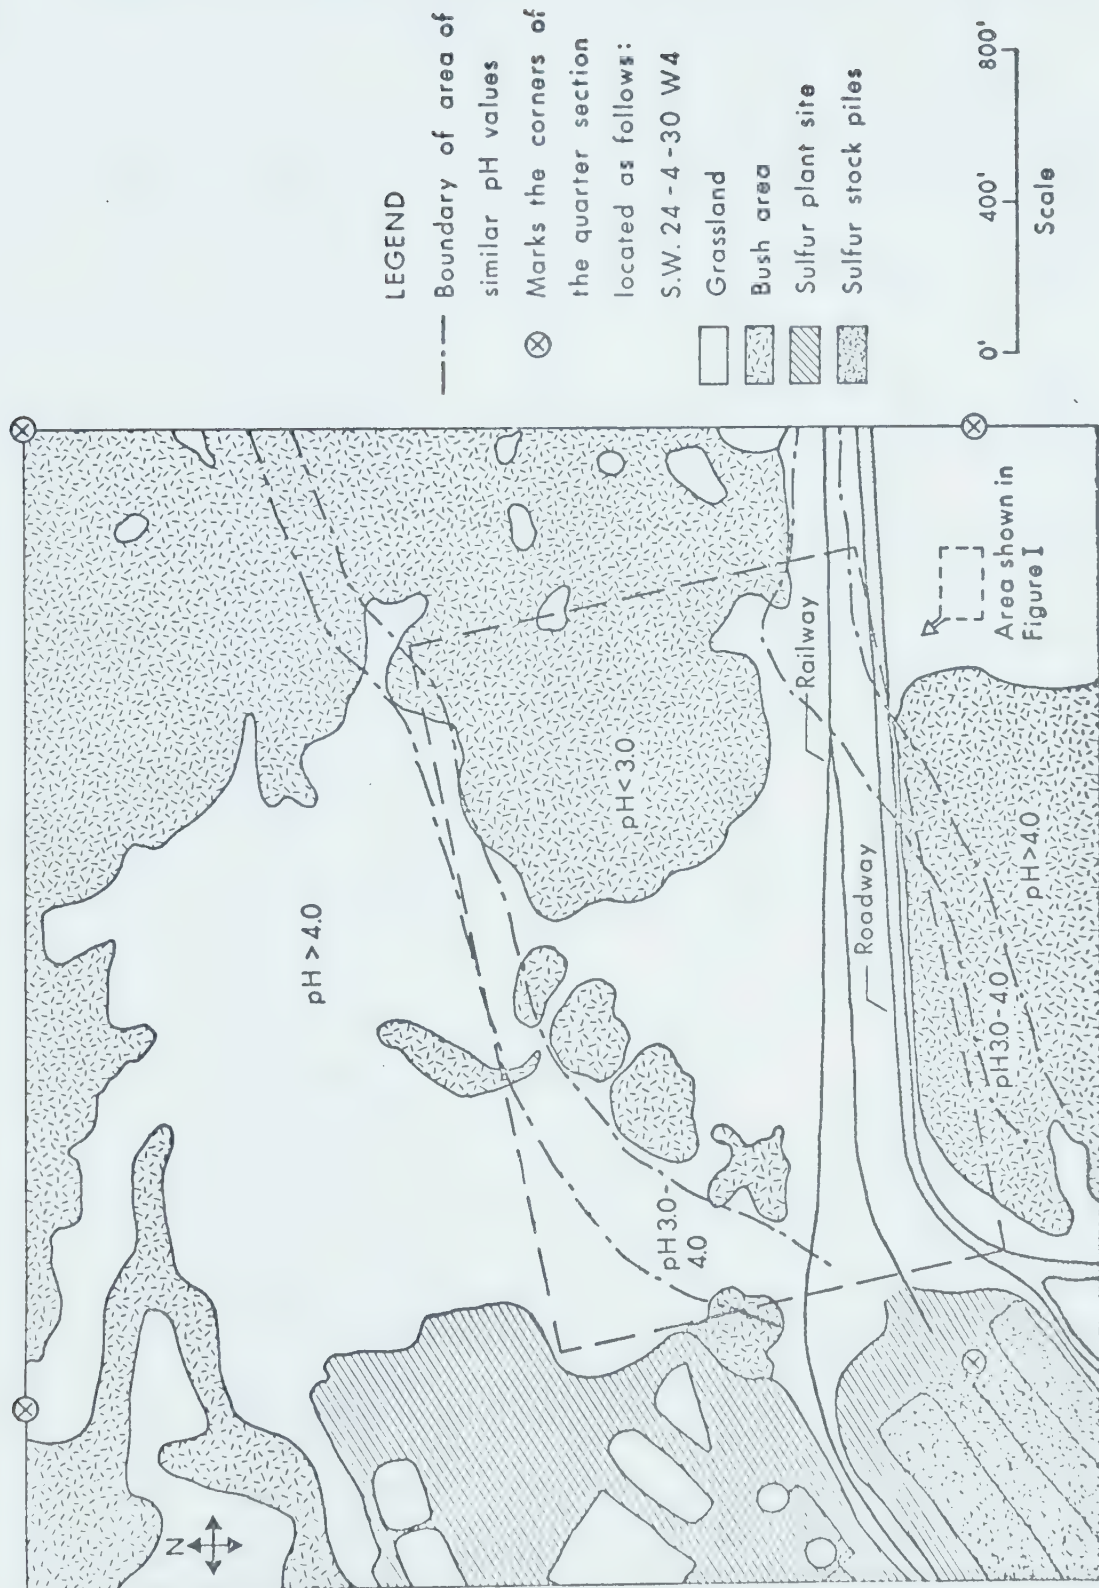 LEGEND
Boundary of area of
similar pH values
Marks the corners of
the quarter section
located as follows:
S.W. 24-4-30 W4
Grassland
Bush area
Sulfur plant site
Sulfur stock piles
0' 400' 800'
Scale
N
pH > 4.0
pH < 3.0
pH 3.0-
4.0
Railway
Roadway
pH 3.0-4.0
pH > 4.0
Area shown in
Figure I